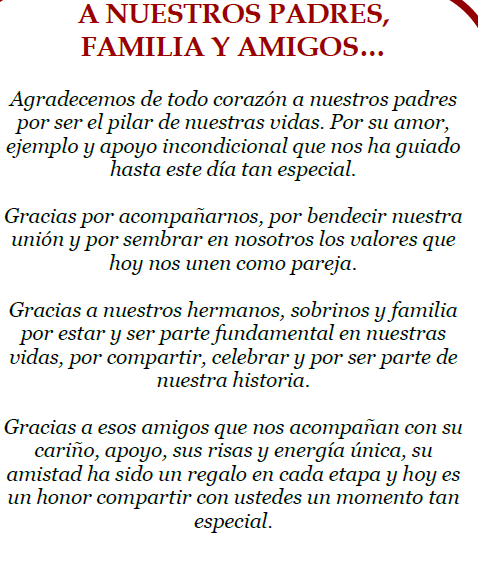 A NUESTROS PADRES,
FAMILIA Y AMIGOS...
Agradecemos de todo corazón a nuestros padres
por ser el pilar de nuestras vidas. Por su amor,
ejemplo y apoyo incondicional que nos ha guiado
hasta este día tan especial.
Gracias por acompañarnos, por bendecir nuestra
unión y por sembrar en nosotros los valores que
hoy nos unen como pareja.
Gracias a nuestros hermanos, sobrinos y familia
por estar y ser parte fundamental en nuestras
vidas, por compartir, celebrar y por ser parte de
nuestra historia.
Gracias a esos amigos que nos acompañan con su
cariño, apoyo, sus risas y energía única, su
amistad ha sido un regalo en cada etapa y hoy es
un honor compartir con ustedes un momento tan
especial.